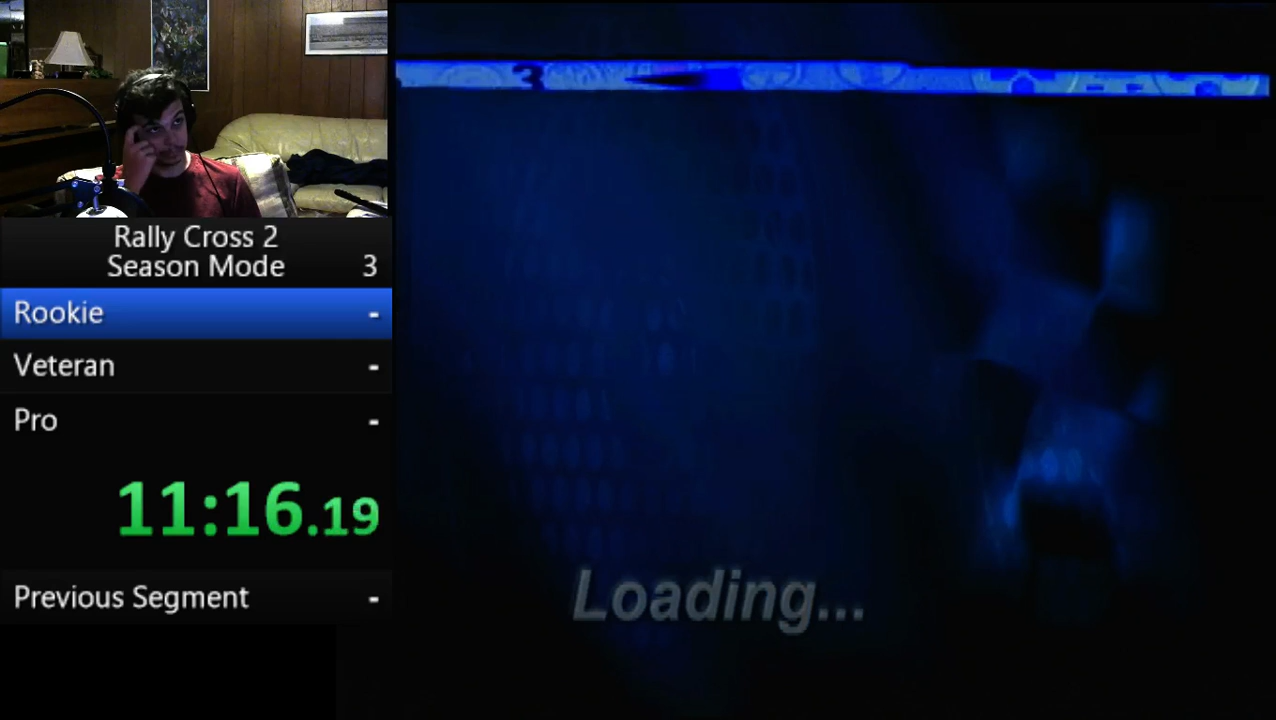 Rally Cross 2
Season Mode 3
Rookie -
Veteran -
Pro -
11:16.19
Previous Segment -
3
Loading...